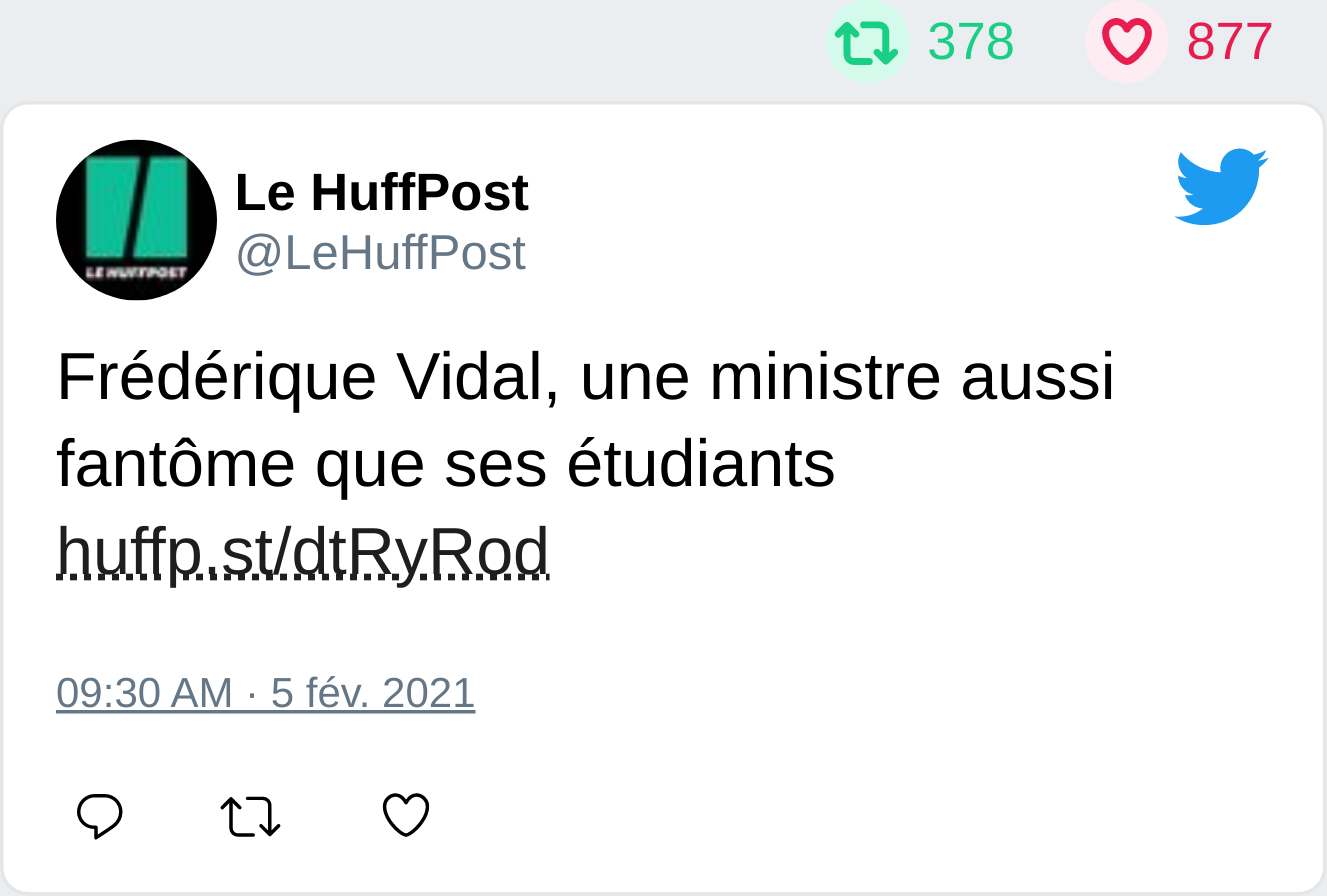 378 877
Le HuffPost
LE HUFFPOST
@LeHuffPost
Frédérique Vidal, une ministre aussi
fantôme que ses étudiants
huffp.st/dtRyRod
09:30 AM · 5 fév. 2021